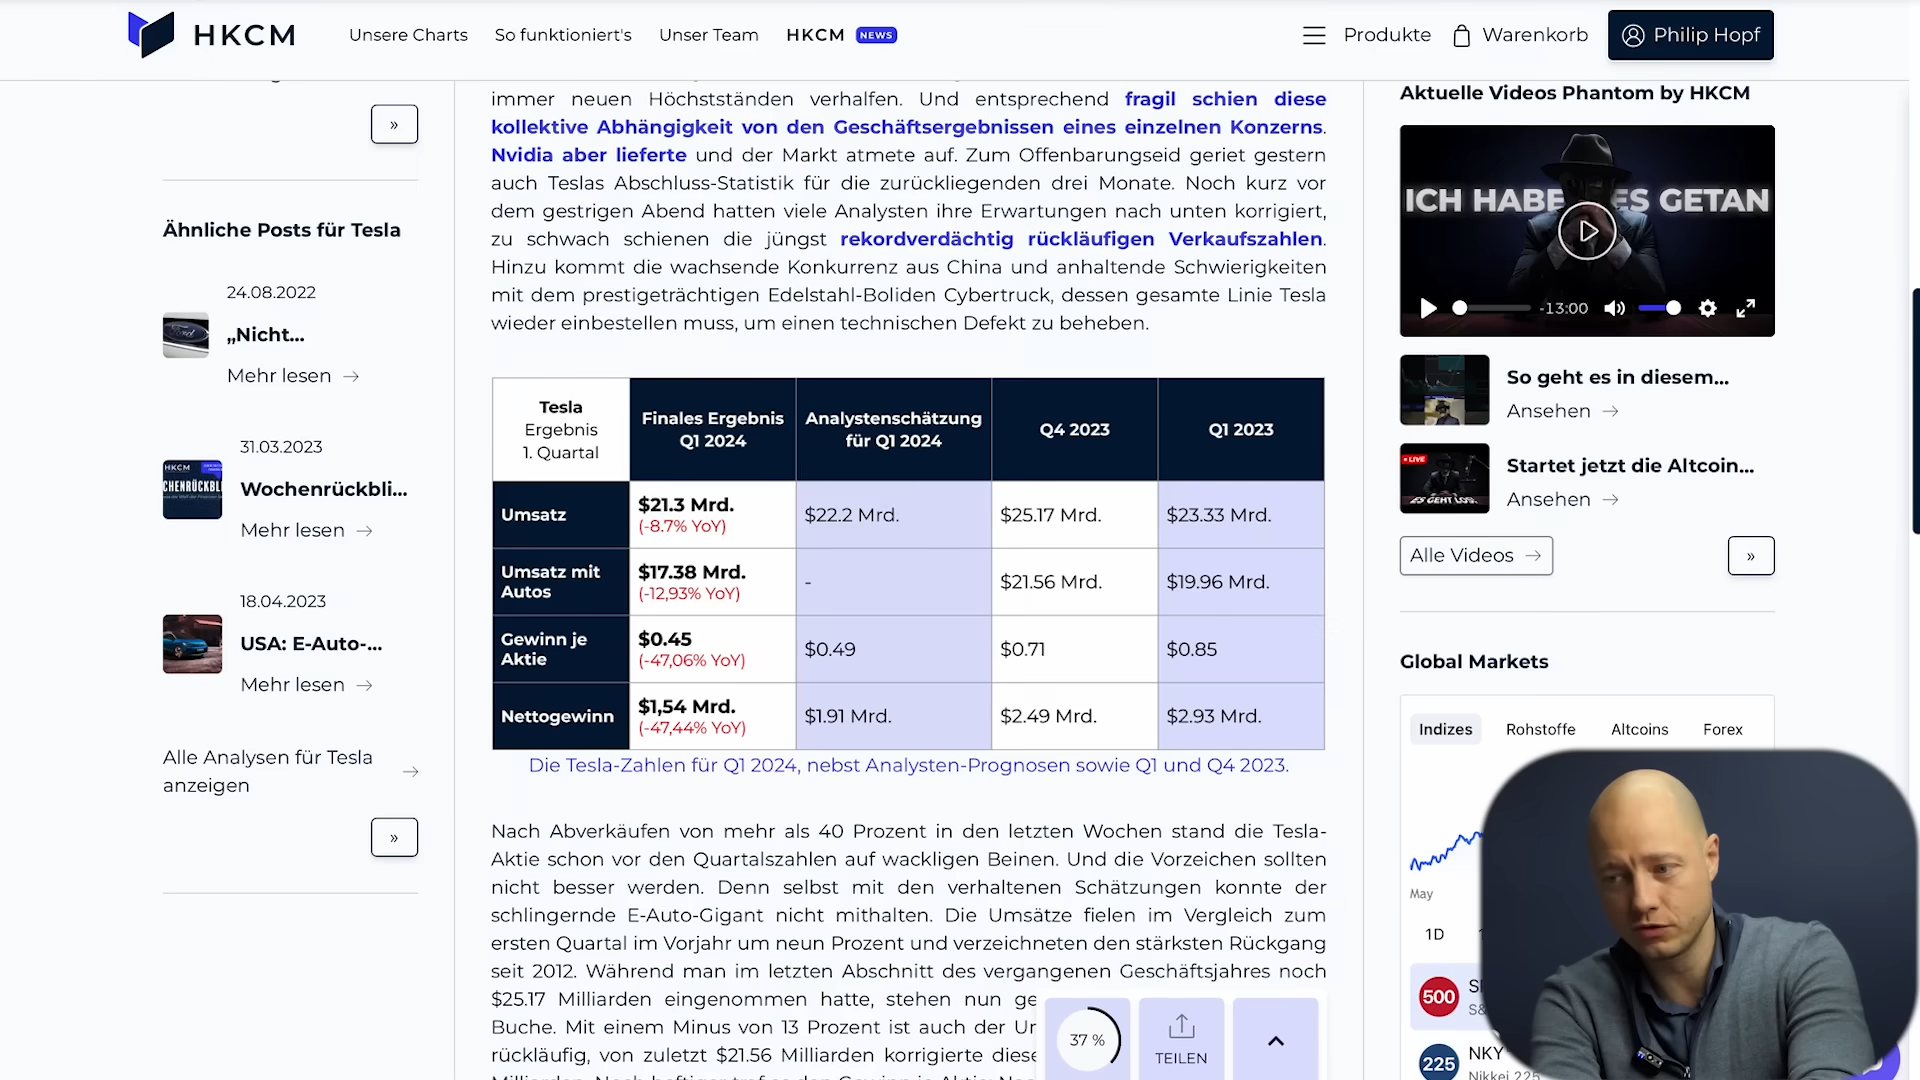 HKCM
Unsere Charts
So funktioniert's
Unser Team
HKCM NEWS
Produkte
Warenkorb
Philip Hopf
»
Ähnliche Posts für Tesla
24.08.2022
„Nicht...
Mehr lesen →
31.03.2023
HKCM
Wochenrückbli...
Mehr lesen →
18.04.2023
USA: E-Auto-...
Mehr lesen →
Alle Analysen für Tesla
anzeigen →
»
immer neuen Höchstständen verhalfen. Und entsprechend fragil schien diese
kollektive Abhängigkeit von den Geschäftsergebnissen eines einzelnen Konzerns.
Nvidia aber lieferte und der Markt atmete auf. Zum Offenbarungseid geriet gestern
auch Teslas Abschluss-Statistik für die zurückliegenden drei Monate. Noch kurz vor
dem gestrigen Abend hatten viele Analysten ihre Erwartungen nach unten korrigiert,
zu schwach schienen die jüngst rekordverdächtig rückläufigen Verkaufszahlen.
Hinzu kommt die wachsende Konkurrenz aus China und anhaltende Schwierigkeiten
mit dem prestigeträchtigen Edelstahl-Boliden Cybertruck, dessen gesamte Linie Tesla
wieder einbestellen muss, um einen technischen Defekt zu beheben.
Tesla
Ergebnis
1. Quartal
Finales Ergebnis
Q1 2024
Analystenschätzung
für Q1 2024
Q4 2023
Q1 2023
Umsatz
$21.3 Mrd.
(-8.7% YoY)
$22.2 Mrd.
$25.17 Mrd.
$23.33 Mrd.
Umsatz mit
Autos
$17.38 Mrd.
(-12,93% YoY)
-
$21.56 Mrd.
$19.96 Mrd.
Gewinn je
Aktie
$0.45
(-47,06% YoY)
$0.49
$0.71
$0.85
Nettogewinn
$1,54 Mrd.
(-47,44% YoY)
$1.91 Mrd.
$2.49 Mrd.
$2.93 Mrd.
Die Tesla-Zahlen für Q1 2024, nebst Analysten-Prognosen sowie Q1 und Q4 2023.
Nach Abverkäufen von mehr als 40 Prozent in den letzten Wochen stand die Tesla-
Aktie schon vor den Quartalszahlen auf wackligen Beinen. Und die Vorzeichen sollten
nicht besser werden. Denn selbst mit den verhaltenen Schätzungen konnte der
schlingernde E-Auto-Gigant nicht mithalten. Die Umsätze fielen im Vergleich zum
ersten Quartal im Vorjahr um neun Prozent und verzeichneten den stärksten Rückgang
seit 2012. Während man im letzten Abschnitt des vergangenen Geschäftsjahres noch
$25.17 Milliarden eingenommen hatte, stehen nun ge
Buche. Mit einem Minus von 13 Prozent ist auch der
rückläufig, von zuletzt $21.56 Milliarden korrigierte diese
37 %
TEILEN
Aktuelle Videos Phantom by HKCM
ICH HABE ES GETAN
-13:00
So geht es in diesem...
Ansehen →
LIVE
ES GEHT LOS!
Startet jetzt die Altcoin...
Ansehen →
Alle Videos →
»
Global Markets
Indizes
Rohstoffe
Altcoins
Forex
May
1D
500
225
NKY
Nikkei 225